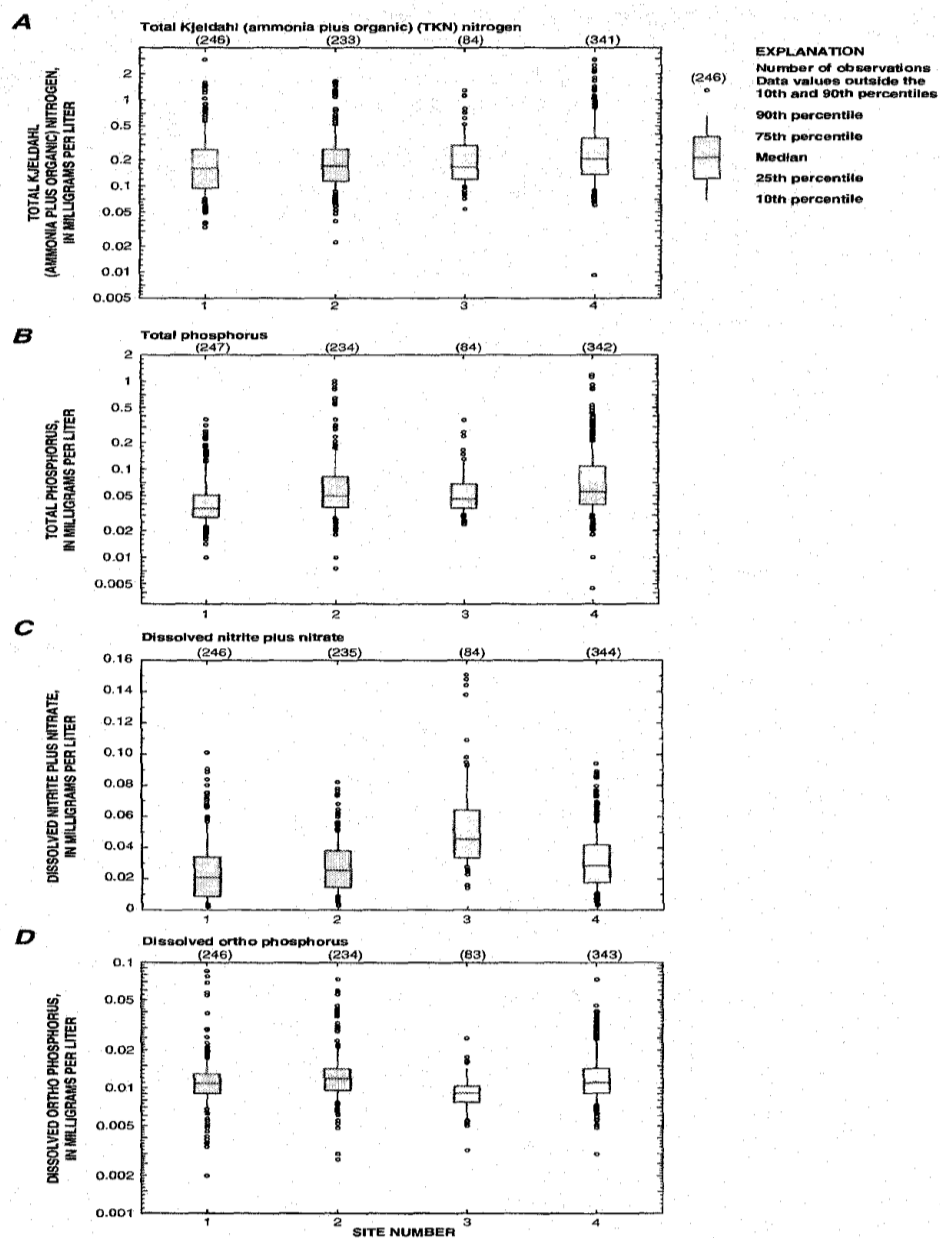 A
Total Kjeldahl (ammonia plus organic) (TKN) nitrogen
(246) (233) (84) (341)
TOTAL KJELDAHL
(AMMONIA PLUS ORGANIC) NITROGEN,
IN MILLIGRAMS PER LITER
2
1
0.5
0.2
0.1
0.05
0.02
0.01
0.005
1 2 3 4
EXPLANATION
(246) Number of observations
Data values outside the
10th and 90th percentiles
90th percentile
75th percentile
Median
25th percentile
10th percentile
B
Total phosphorus
(247) (234) (84) (342)
TOTAL PHOSPHORUS,
IN MILLIGRAMS PER LITER
2
1
0.5
0.2
0.1
0.05
0.02
0.01
0.005
1 2 3 4
C
Dissolved nitrite plus nitrate
(246) (235) (84) (344)
DISSOLVED NITRITE PLUS NITRATE,
IN MILLIGRAMS PER LITER
0.16
0.14
0.12
0.10
0.08
0.06
0.04
0.02
0
1 2 3 4
D
Dissolved ortho phosphorus
(246) (234) (83) (343)
DISSOLVED ORTHO PHOSPHORUS,
IN MILLIGRAMS PER LITER
0.1
0.05
0.02
0.01
0.005
0.002
0.001
1 2 3 4
SITE NUMBER